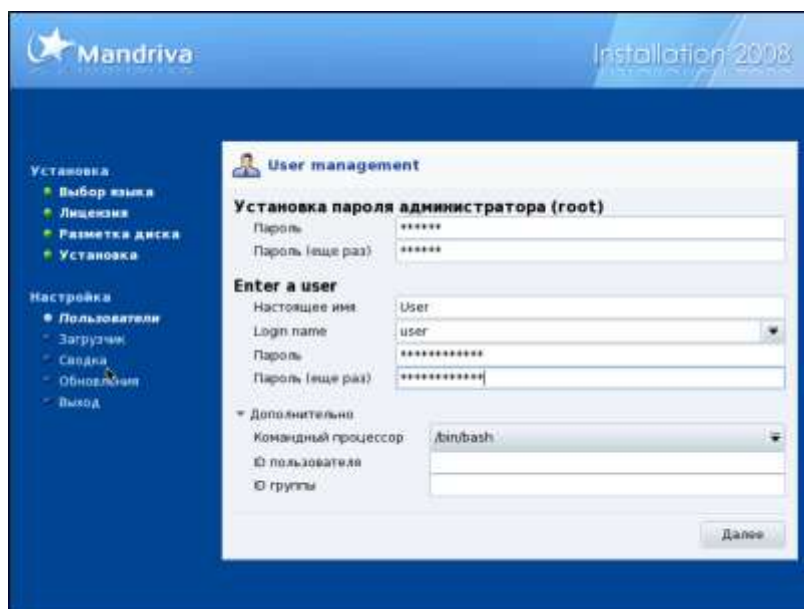 Mandriva
Installation 2008
Установка
Выбор языка
Лицензия
Разметка диска
Установка
Настройка
Пользователи
Загрузчик
Сводка
Обновления
Выход
User management
Установка пароля администратора (root)
Пароль ******
Пароль (еще раз) ******
Enter a user
Настоящее имя User
Login name user
Пароль ************
Пароль (еще раз) ************
Дополнительно
Командный процессор /bin/bash
ID пользователя
ID группы
Далее